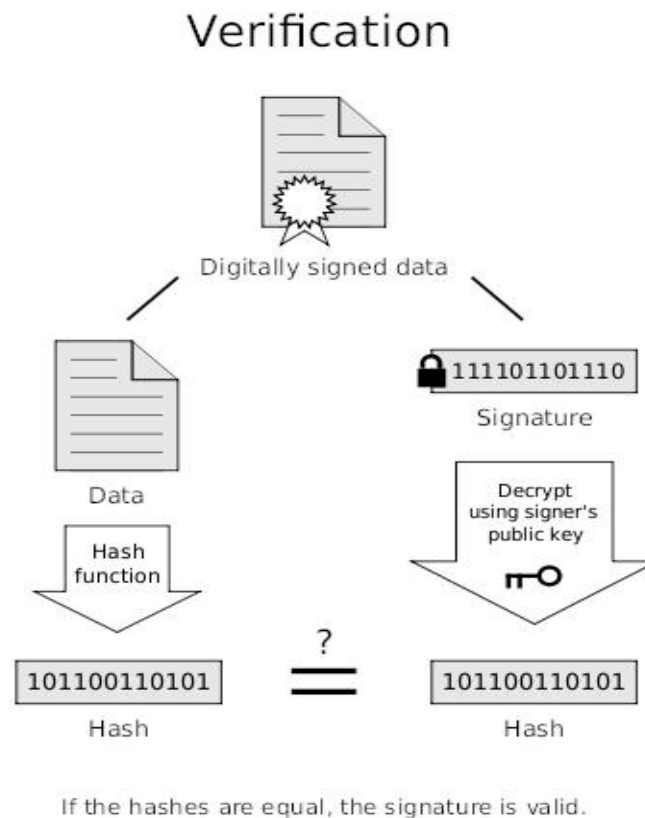 Verification
Digitally signed data
Data
Hash
function
101100110101
Hash
111101101110
Signature
Decrypt
using signer's
public key
?
=
101100110101
Hash
If the hashes are equal, the signature is valid.